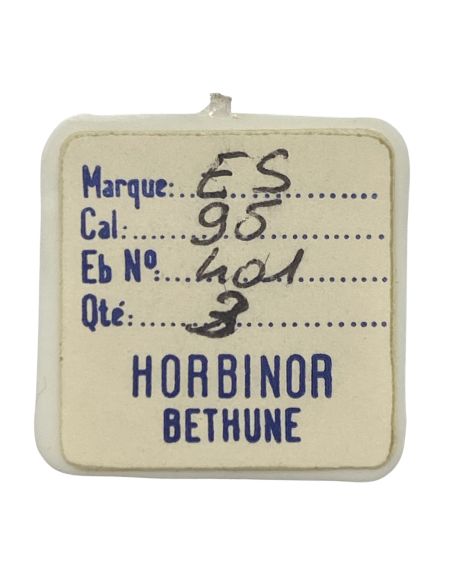 Marque: ES
Cal: 95
Eb Nº: 401
Qté: 3
HORBINOR
BETHUNE